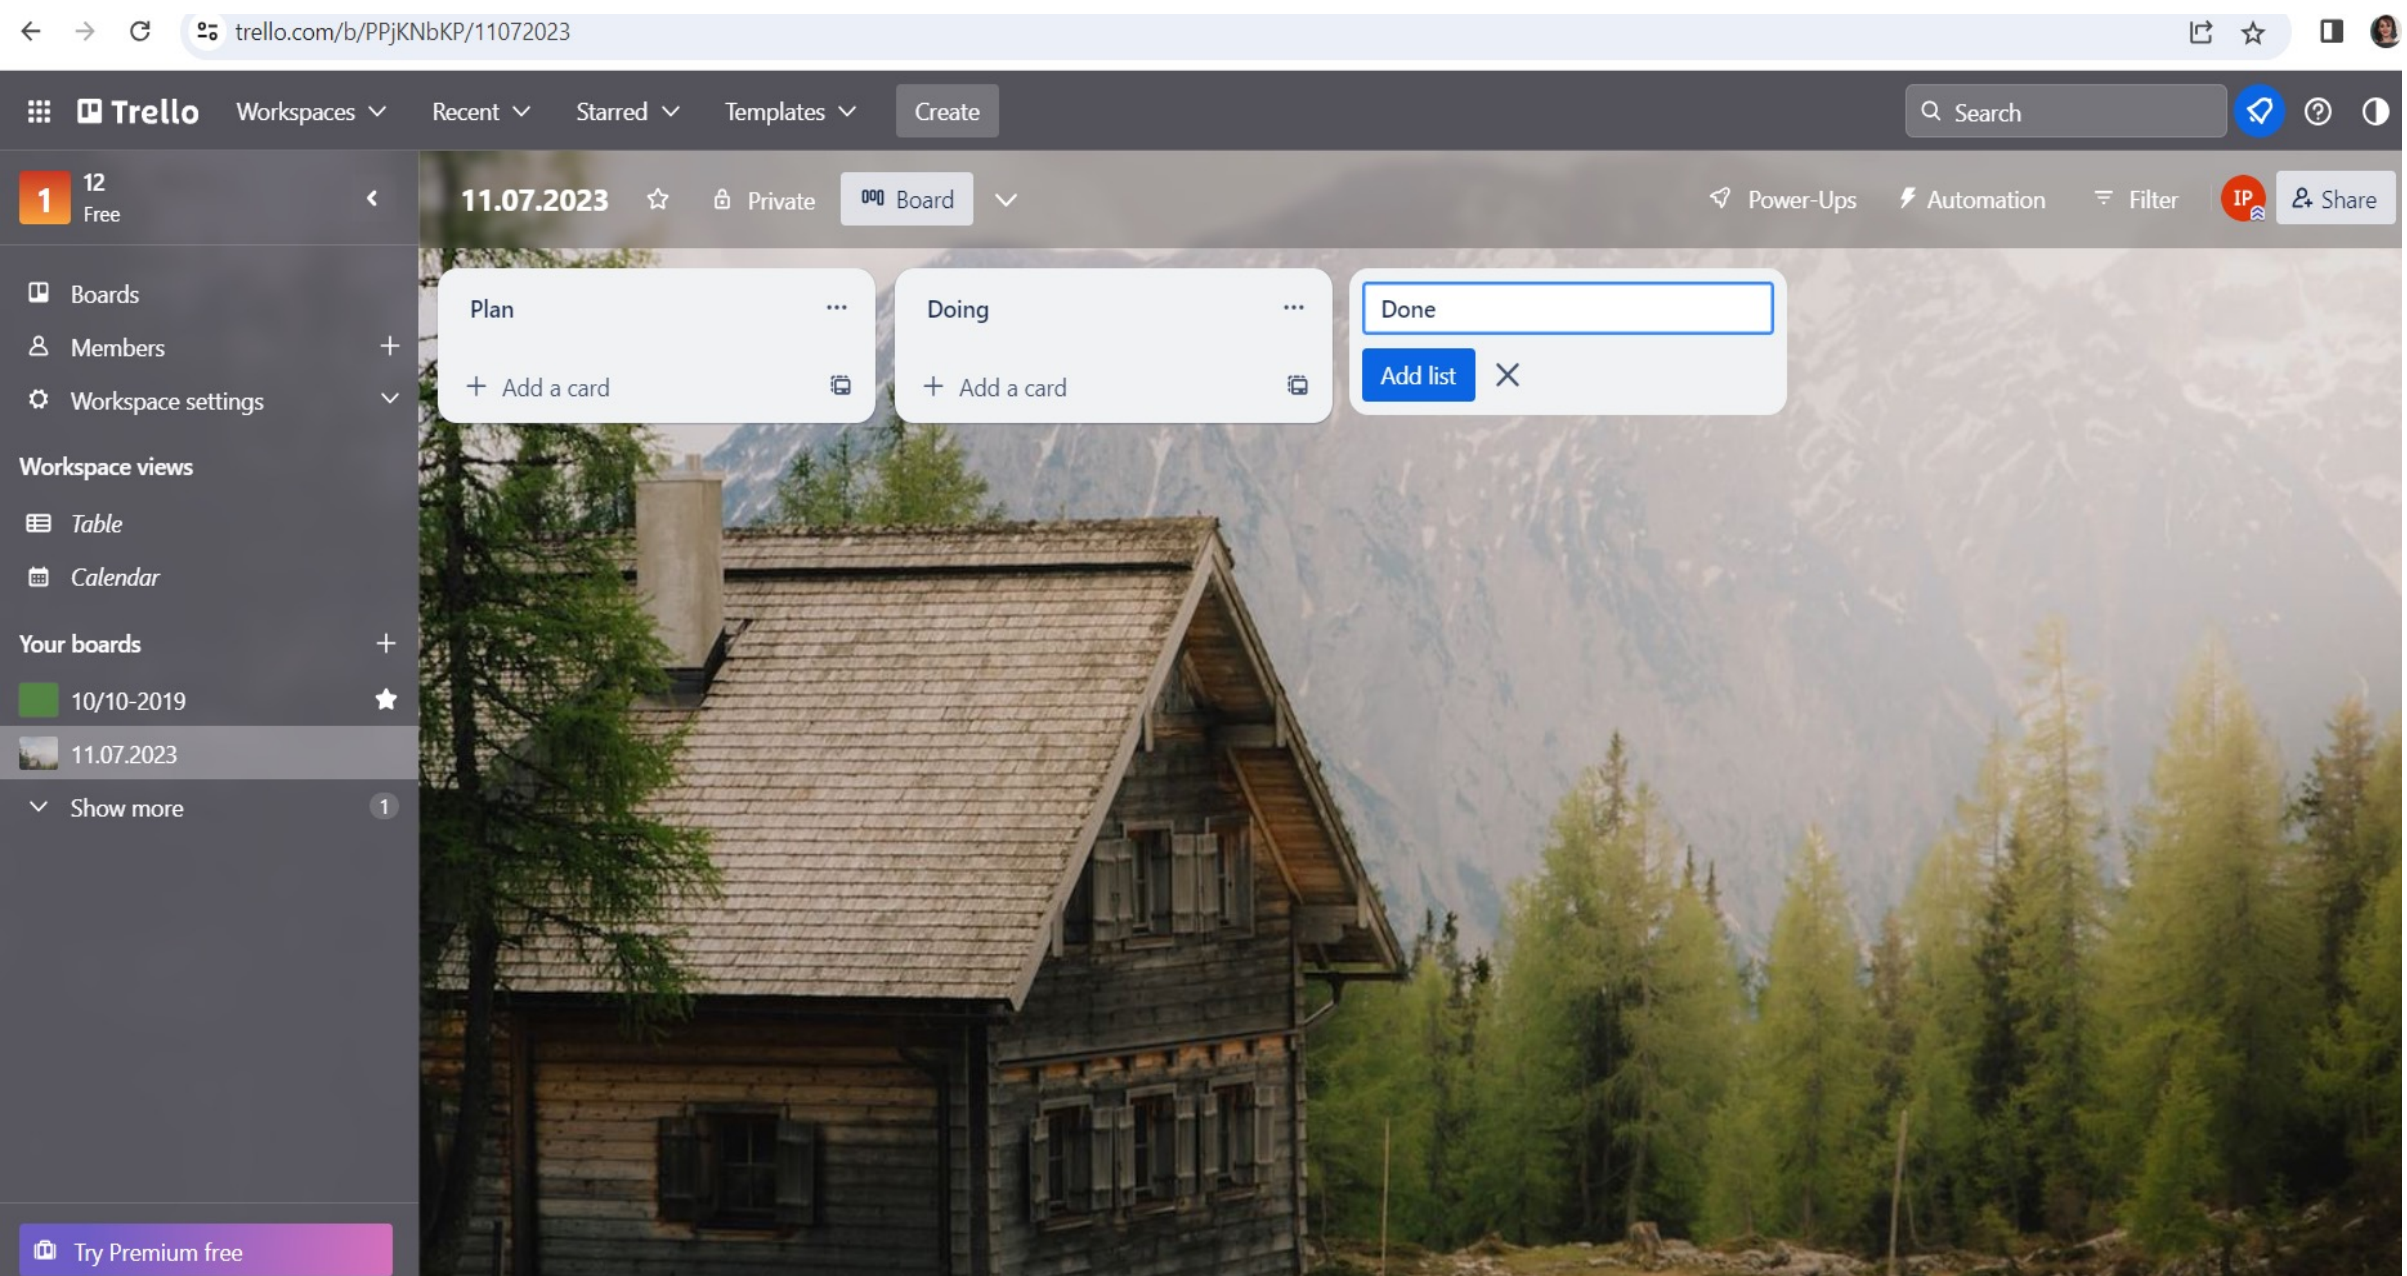 trello.com/b/PPjKNbKP/11072023
Trello Workspaces Recent Starred Templates Create Search
1 12
Free
11.07.2023 Private Board Power-Ups Automation Filter IP Share
Boards
Members
Workspace settings
Workspace views
Table
Calendar
Your boards
10/10-2019
11.07.2023
Show more 1
Try Premium free
Plan
Add a card
Doing
Add a card
Done
Add list